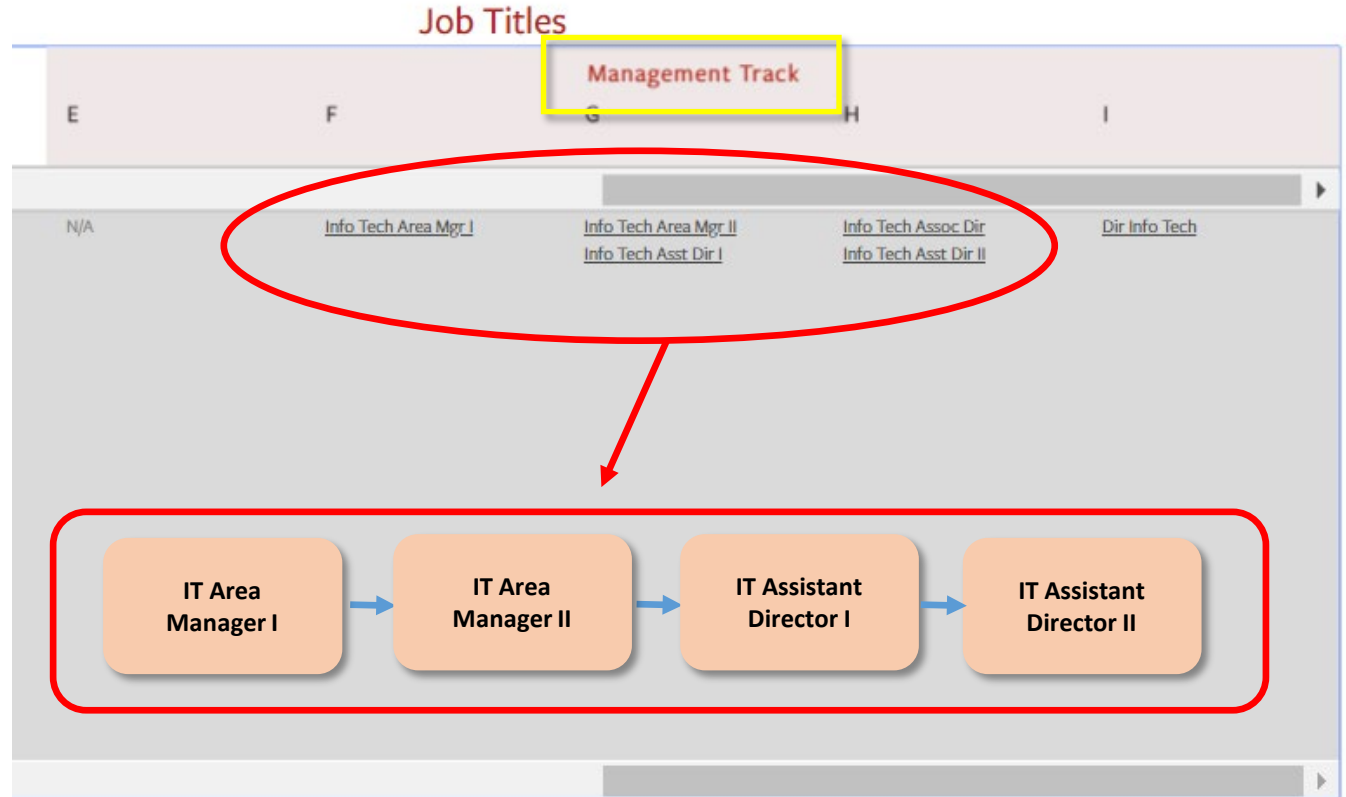 Job Titles
Management Track
E F G H I
N/A Info Tech Area Mgr I Info Tech Area Mgr II Info Tech Assoc Dir Dir Info Tech
Info Tech Asst Dir I Info Tech Asst Dir II
IT Area
Manager I
IT Area
Manager II
IT Assistant
Director I
IT Assistant
Director II